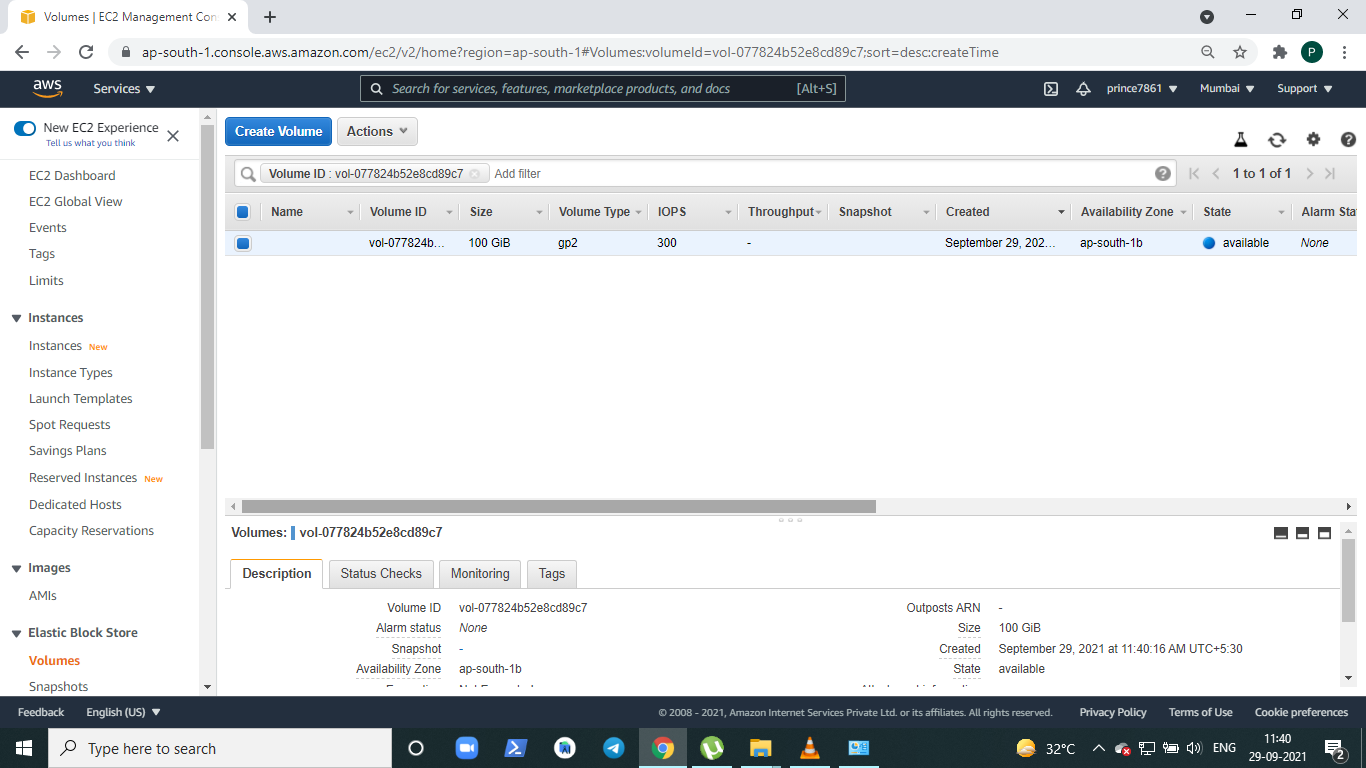 Volumes | EC2 Management Con
ap-south-1.console.aws.amazon.com/ec2/v2/home?region=ap-south-1#Volumes:volumeId=vol-077824b52e8cd89c7;sort=desc:createTime
P
aws Services Search for services, features, marketplace products, and docs [Alt+S] prince7861 Mumbai Support
New EC2 Experience
Tell us what you think
EC2 Dashboard
EC2 Global View
Events
Tags
Limits
Instances
Instances New
Instance Types
Launch Templates
Spot Requests
Savings Plans
Reserved Instances New
Dedicated Hosts
Capacity Reservations
Images
AMIs
Elastic Block Store
Volumes
Snapshots
Create Volume Actions
Volume ID : vol-077824b52e8cd89c7 Add filter 1 to 1 of 1
Name Volume ID Size Volume Type IOPS Throughput Snapshot Created Availability Zone State Alarm Sta
vol-077824b... 100 GiB gp2 300 - September 29, 202... ap-south-1b available None
Volumes: vol-077824b52e8cd89c7
Description Status Checks Monitoring Tags
Volume ID vol-077824b52e8cd89c7 Outposts ARN -
Alarm status None Size 100 GiB
Snapshot - Created September 29, 2021 at 11:40:16 AM UTC+5:30
Availability Zone ap-south-1b State available
Feedback English (US) © 2008 - 2021, Amazon Internet Services Private Ltd. or its affiliates. All rights reserved. Privacy Policy Terms of Use Cookie preferences
Type here to search 32°C ENG 11:40
29-09-2021 2